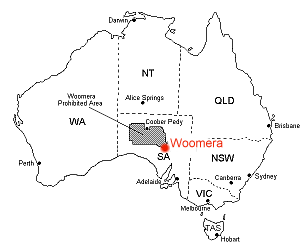 Darwin
NT
Woomera
Prohibited Area
Alice Springs
QLD
WA
Coober Pedy
Brisbane
Woomera
SA
NSW
Perth
Adelaide
Canberra
Sydney
VIC
Melbourne
TAS
Hobart